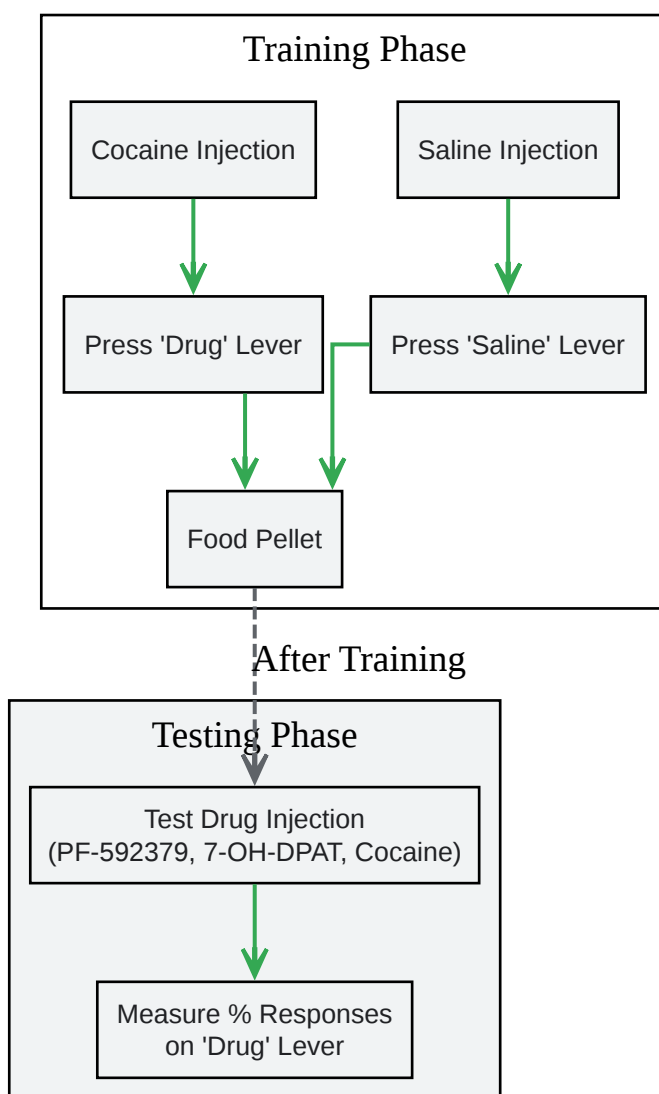 Training Phase
Cocaine Injection
Saline Injection
Press 'Drug' Lever
Press 'Saline' Lever
Food Pellet
After Training
Testing Phase
Test Drug Injection
(PF-592379, 7-OH-DPAT, Cocaine)
Measure % Responses
on 'Drug' Lever